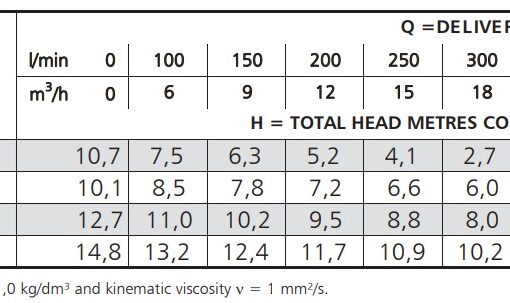 Q =DELIVER
l/min 0 100 150 200 250 300
m³/h 0 6 9 12 15 18
H = TOTAL HEAD METRES CO
10,7 7,5 6,3 5,2 4,1 2,7
10,1 8,5 7,8 7,2 6,6 6,0
12,7 11,0 10,2 9,5 8,8 8,0
14,8 13,2 12,4 11,7 10,9 10,2
,0 kg/dm³ and kinematic viscosity ν = 1 mm²/s.